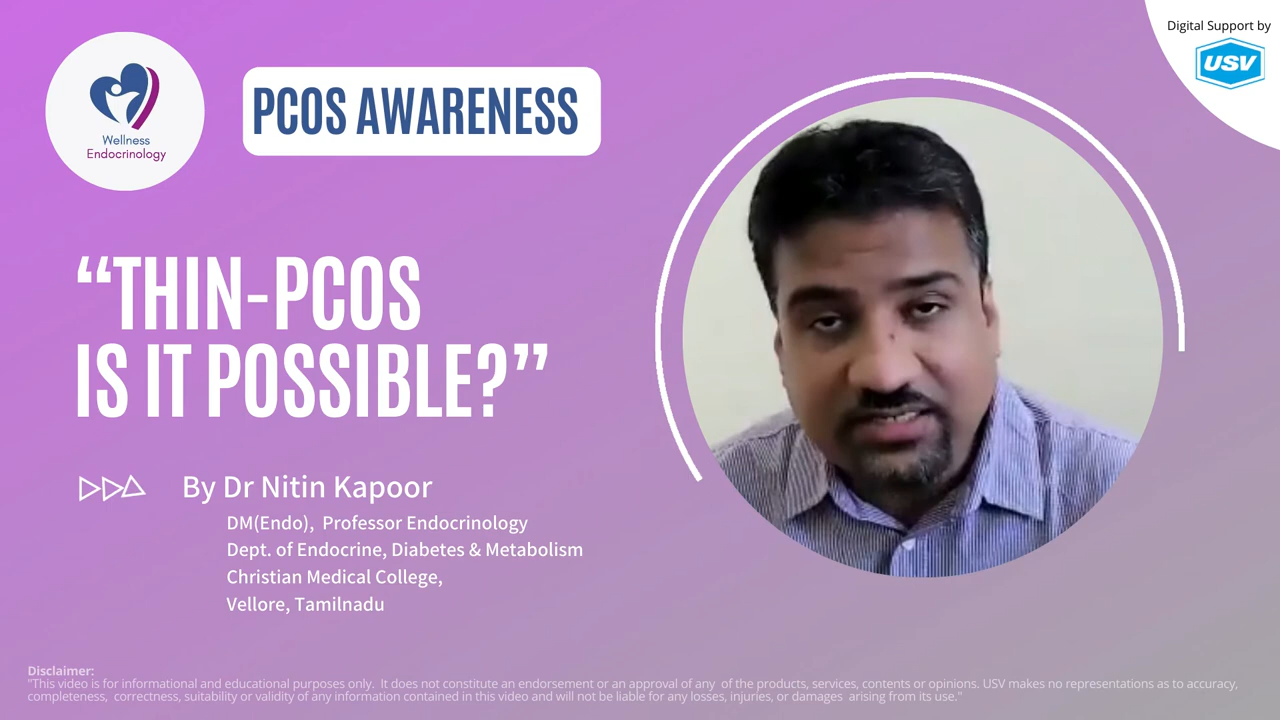 Digital Support by
USV
Wellness
Endocrinology
PCOS AWARENESS
“THIN-PCOS
IS IT POSSIBLE?”
By Dr Nitin Kapoor
DM(Endo), Professor Endocrinology
Dept. of Endocrine, Diabetes & Metabolism
Christian Medical College,
Vellore, Tamilnadu
Disclaimer:
"This video is for informational and educational purposes only. It does not constitute an endorsement or an approval of any of the products, services, contents or opinions. USV makes no representations as to accuracy,
completeness, correctness, suitability or validity of any information contained in this video and will not be liable for any losses, injuries, or damages arising from its use."